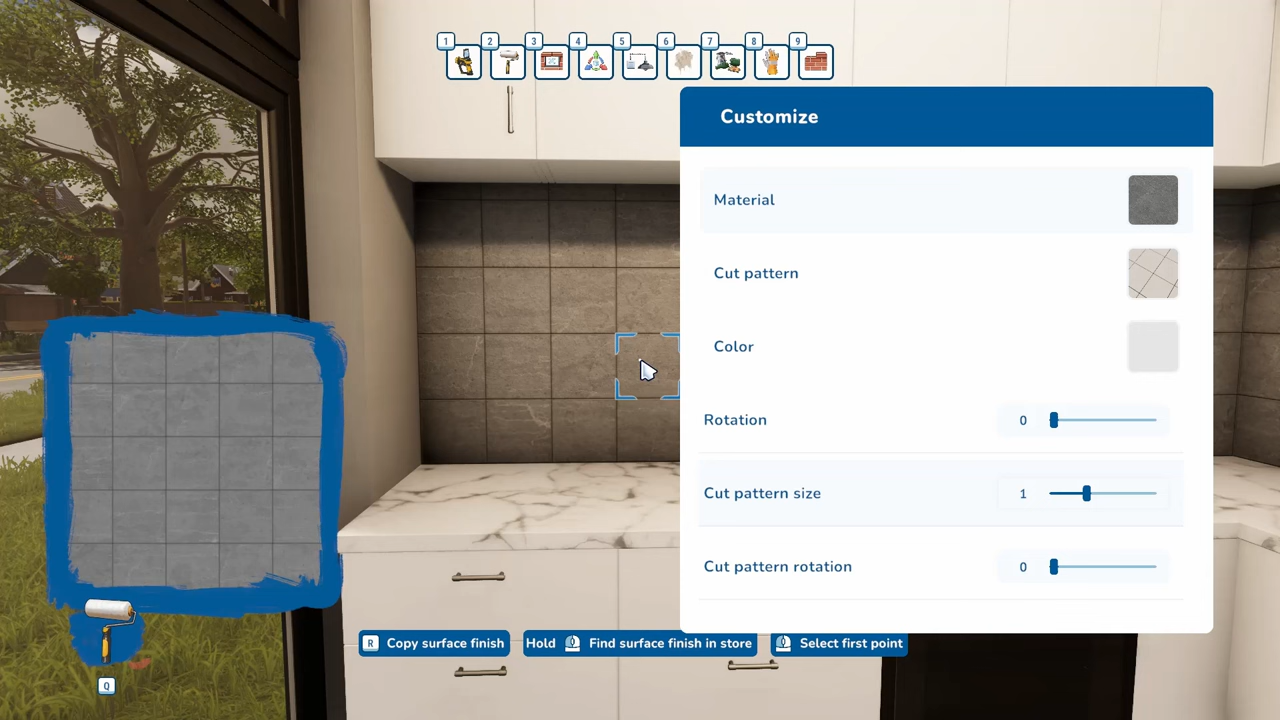 1 2 3 4 5 6 7 8 9
Customize
Material
Cut pattern
Color
Rotation 0
Cut pattern size 1
Cut pattern rotation 0
R Copy surface finish Hold Find surface finish in store Select first point
Q